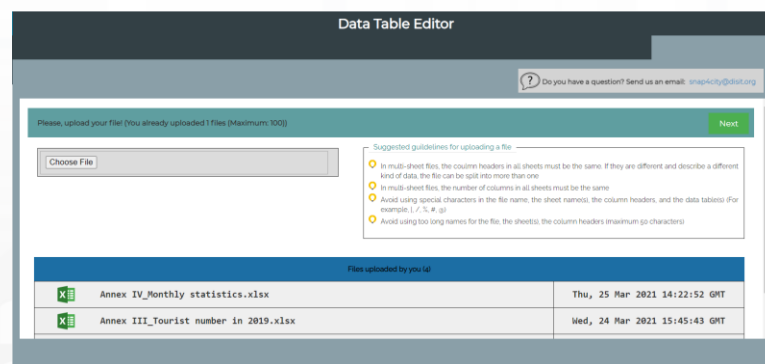 Data Table Editor
? Do you have a question? Send us an email: snap4city@disit.org
Please, upload your file! (You already uploaded 1 files (Maximum: 100))
Next
Choose File
Suggested guidelines for uploading a file
In multi-sheet files, the coulmn headers in all sheets must be the same. If they are different and describe a different
kind of data, the file can be split into more than one
In multi-sheet files, the number of columns in all sheets must be the same
Avoid using special characters in the file name, the sheet name(s), the column headers, and the data table(s) (For
example, (, /, %, #, @)
Avoid using too long names for the file, the sheet(s), the column headers (maximum 50 characters)
Files uploaded by you (4)
Annex IV_Monthly statistics.xlsx
Thu, 25 Mar 2021 14:22:52 GMT
Annex III_Tourist number in 2019.xlsx
Wed, 24 Mar 2021 15:45:43 GMT